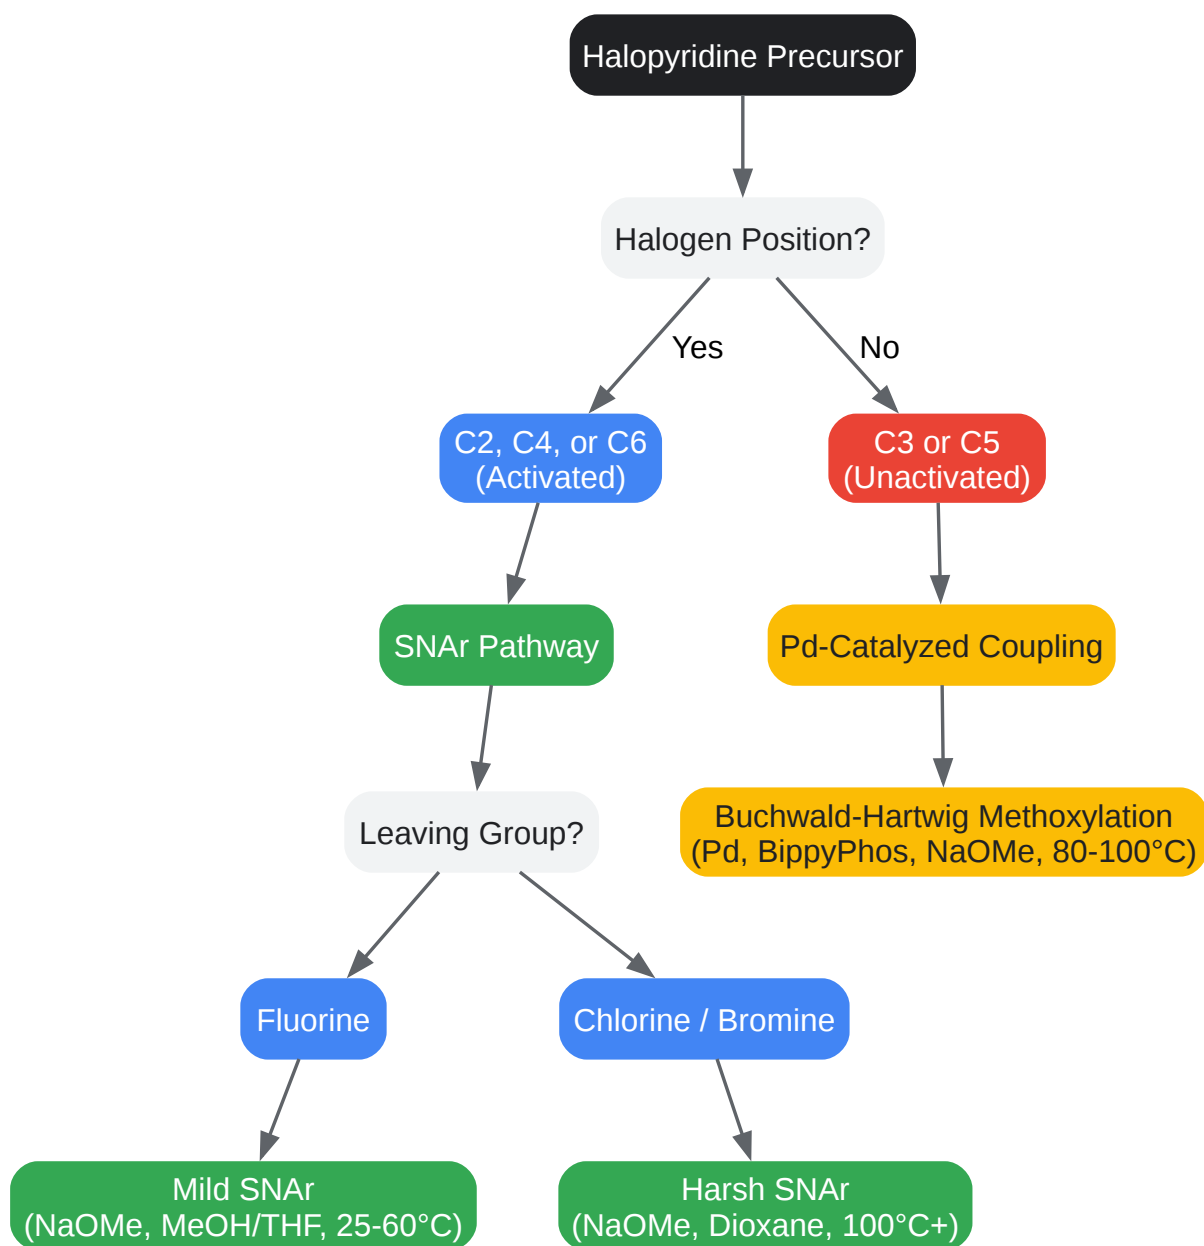 Halopyridine Precursor
Halogen Position?
Yes
No
C2, C4, or C6
(Activated)
C3 or C5
(Unactivated)
SNAr Pathway
Pd-Catalyzed Coupling
Leaving Group?
Buchwald-Hartwig Methoxylation
(Pd, BippyPhos, NaOMe, 80-100°C)
Fluorine
Chlorine / Bromine
Mild SNAr
(NaOMe, MeOH/THF, 25-60°C)
Harsh SNAr
(NaOMe, Dioxane, 100°C+)